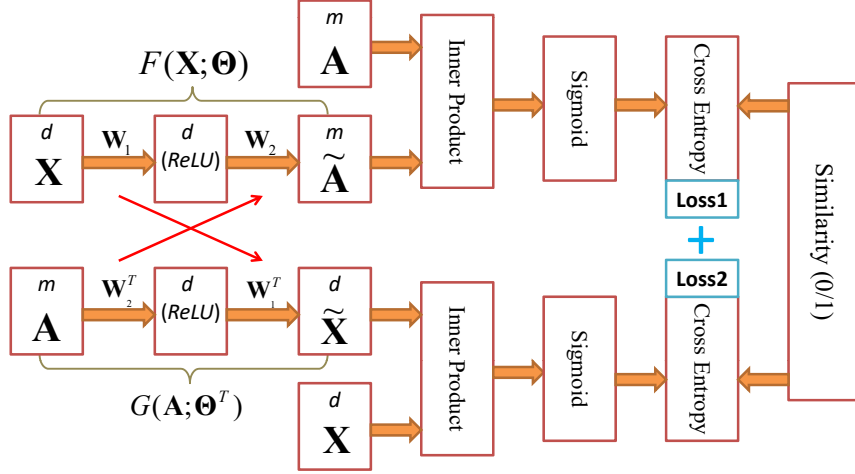 m
A
F(X;Θ)
d
X
W₁
d
(ReLU)
W₂
m
Ã
Inner Product
Sigmoid
Cross Entropy
Loss1
+
Similarity (0/1)
m
A
W₂ᵀ
d
(ReLU)
W₁ᵀ
d
X̃
G(A;Θᵀ)
d
X
Inner Product
Sigmoid
Loss2
Cross Entropy